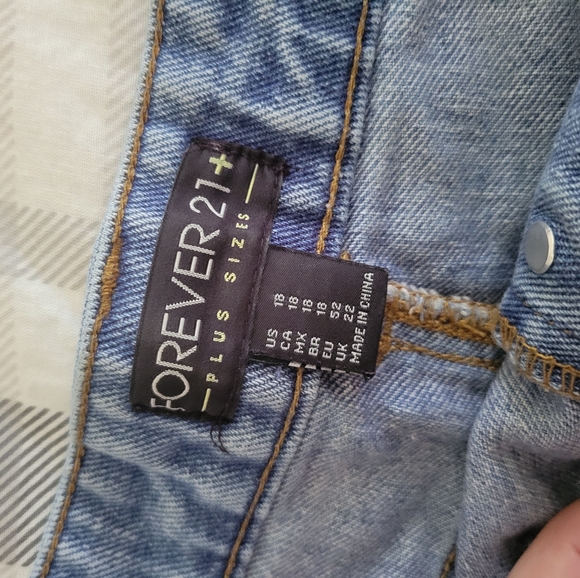 FOREVER 21+
PLUS SIZES
US 18
CA 18
MX 18
BR 18
EU 52
UK 22
MADE IN CHINA